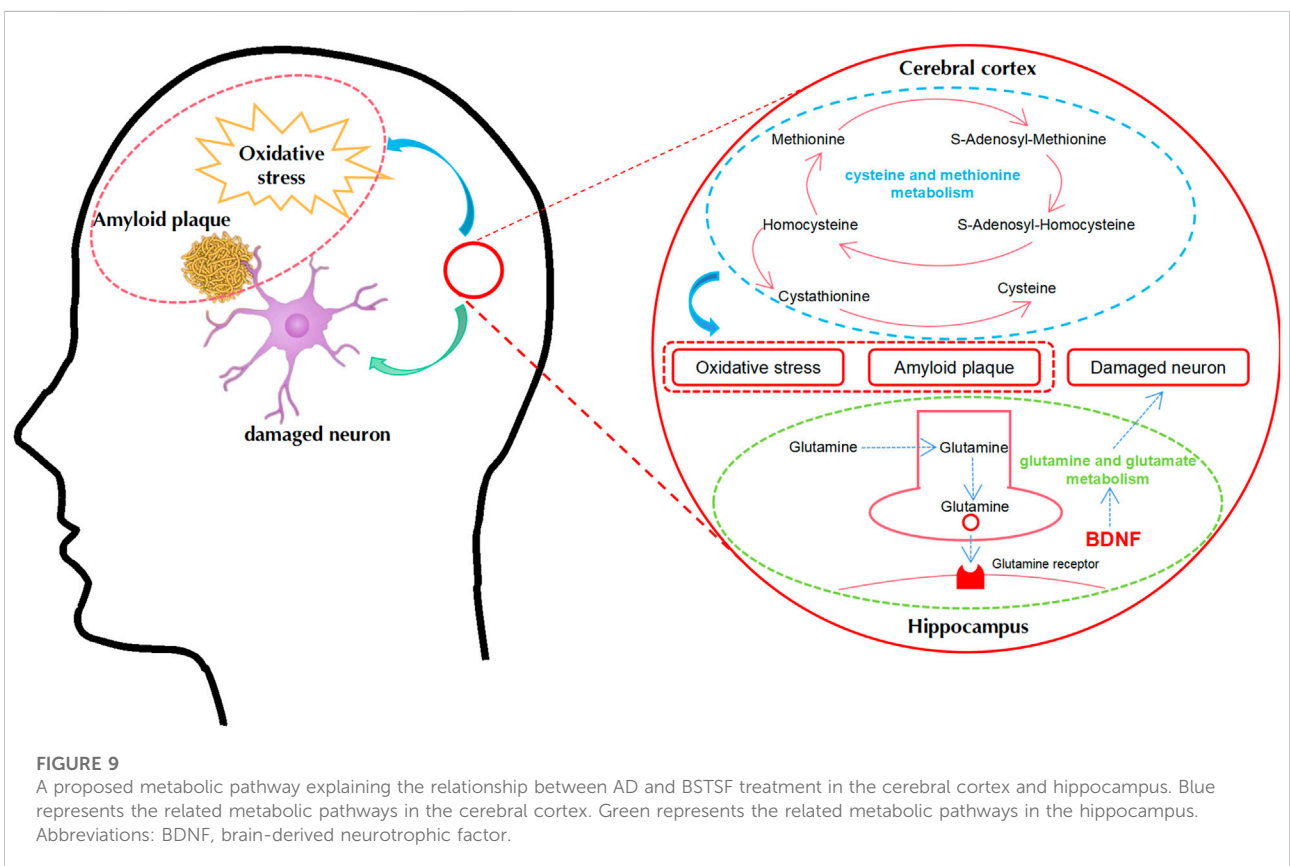 Oxidative
stress
Amyloid plaque
damaged neuron
Cerebral cortex
Methionine
S-Adenosyl-Methionine
cysteine and methionine
metabolism
Homocysteine
S-Adenosyl-Homocysteine
Cystathionine
Cysteine
Oxidative stress
Amyloid plaque
Damaged neuron
Glutamine
Glutamine
glutamine and glutamate
metabolism
Glutamine
BDNF
Glutamine receptor
Hippocampus
FIGURE 9
A proposed metabolic pathway explaining the relationship between AD and BSTSF treatment in the cerebral cortex and hippocampus. Blue
represents the related metabolic pathways in the cerebral cortex. Green represents the related metabolic pathways in the hippocampus.
Abbreviations: BDNF, brain-derived neurotrophic factor.